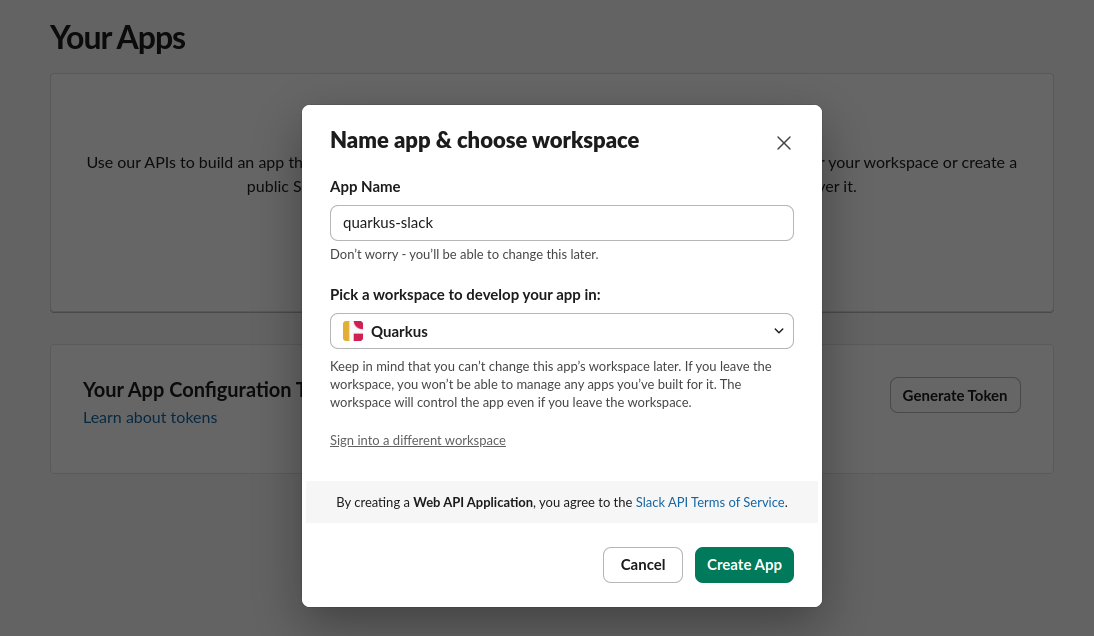 Your Apps
Use our APIs to build an app th
your workspace or create a
public S
er it.
Name app & choose workspace
App Name
quarkus-slack
Don't worry - you'll be able to change this later.
Pick a workspace to develop your app in:
Quarkus
Keep in mind that you can't change this app's workspace later. If you leave the
workspace, you won't be able to manage any apps you've built for it. The
workspace will control the app even if you leave the workspace.
Sign into a different workspace
By creating a Web API Application, you agree to the Slack API Terms of Service.
Cancel
Create App
Your App Configuration T
Learn about tokens
Generate Token